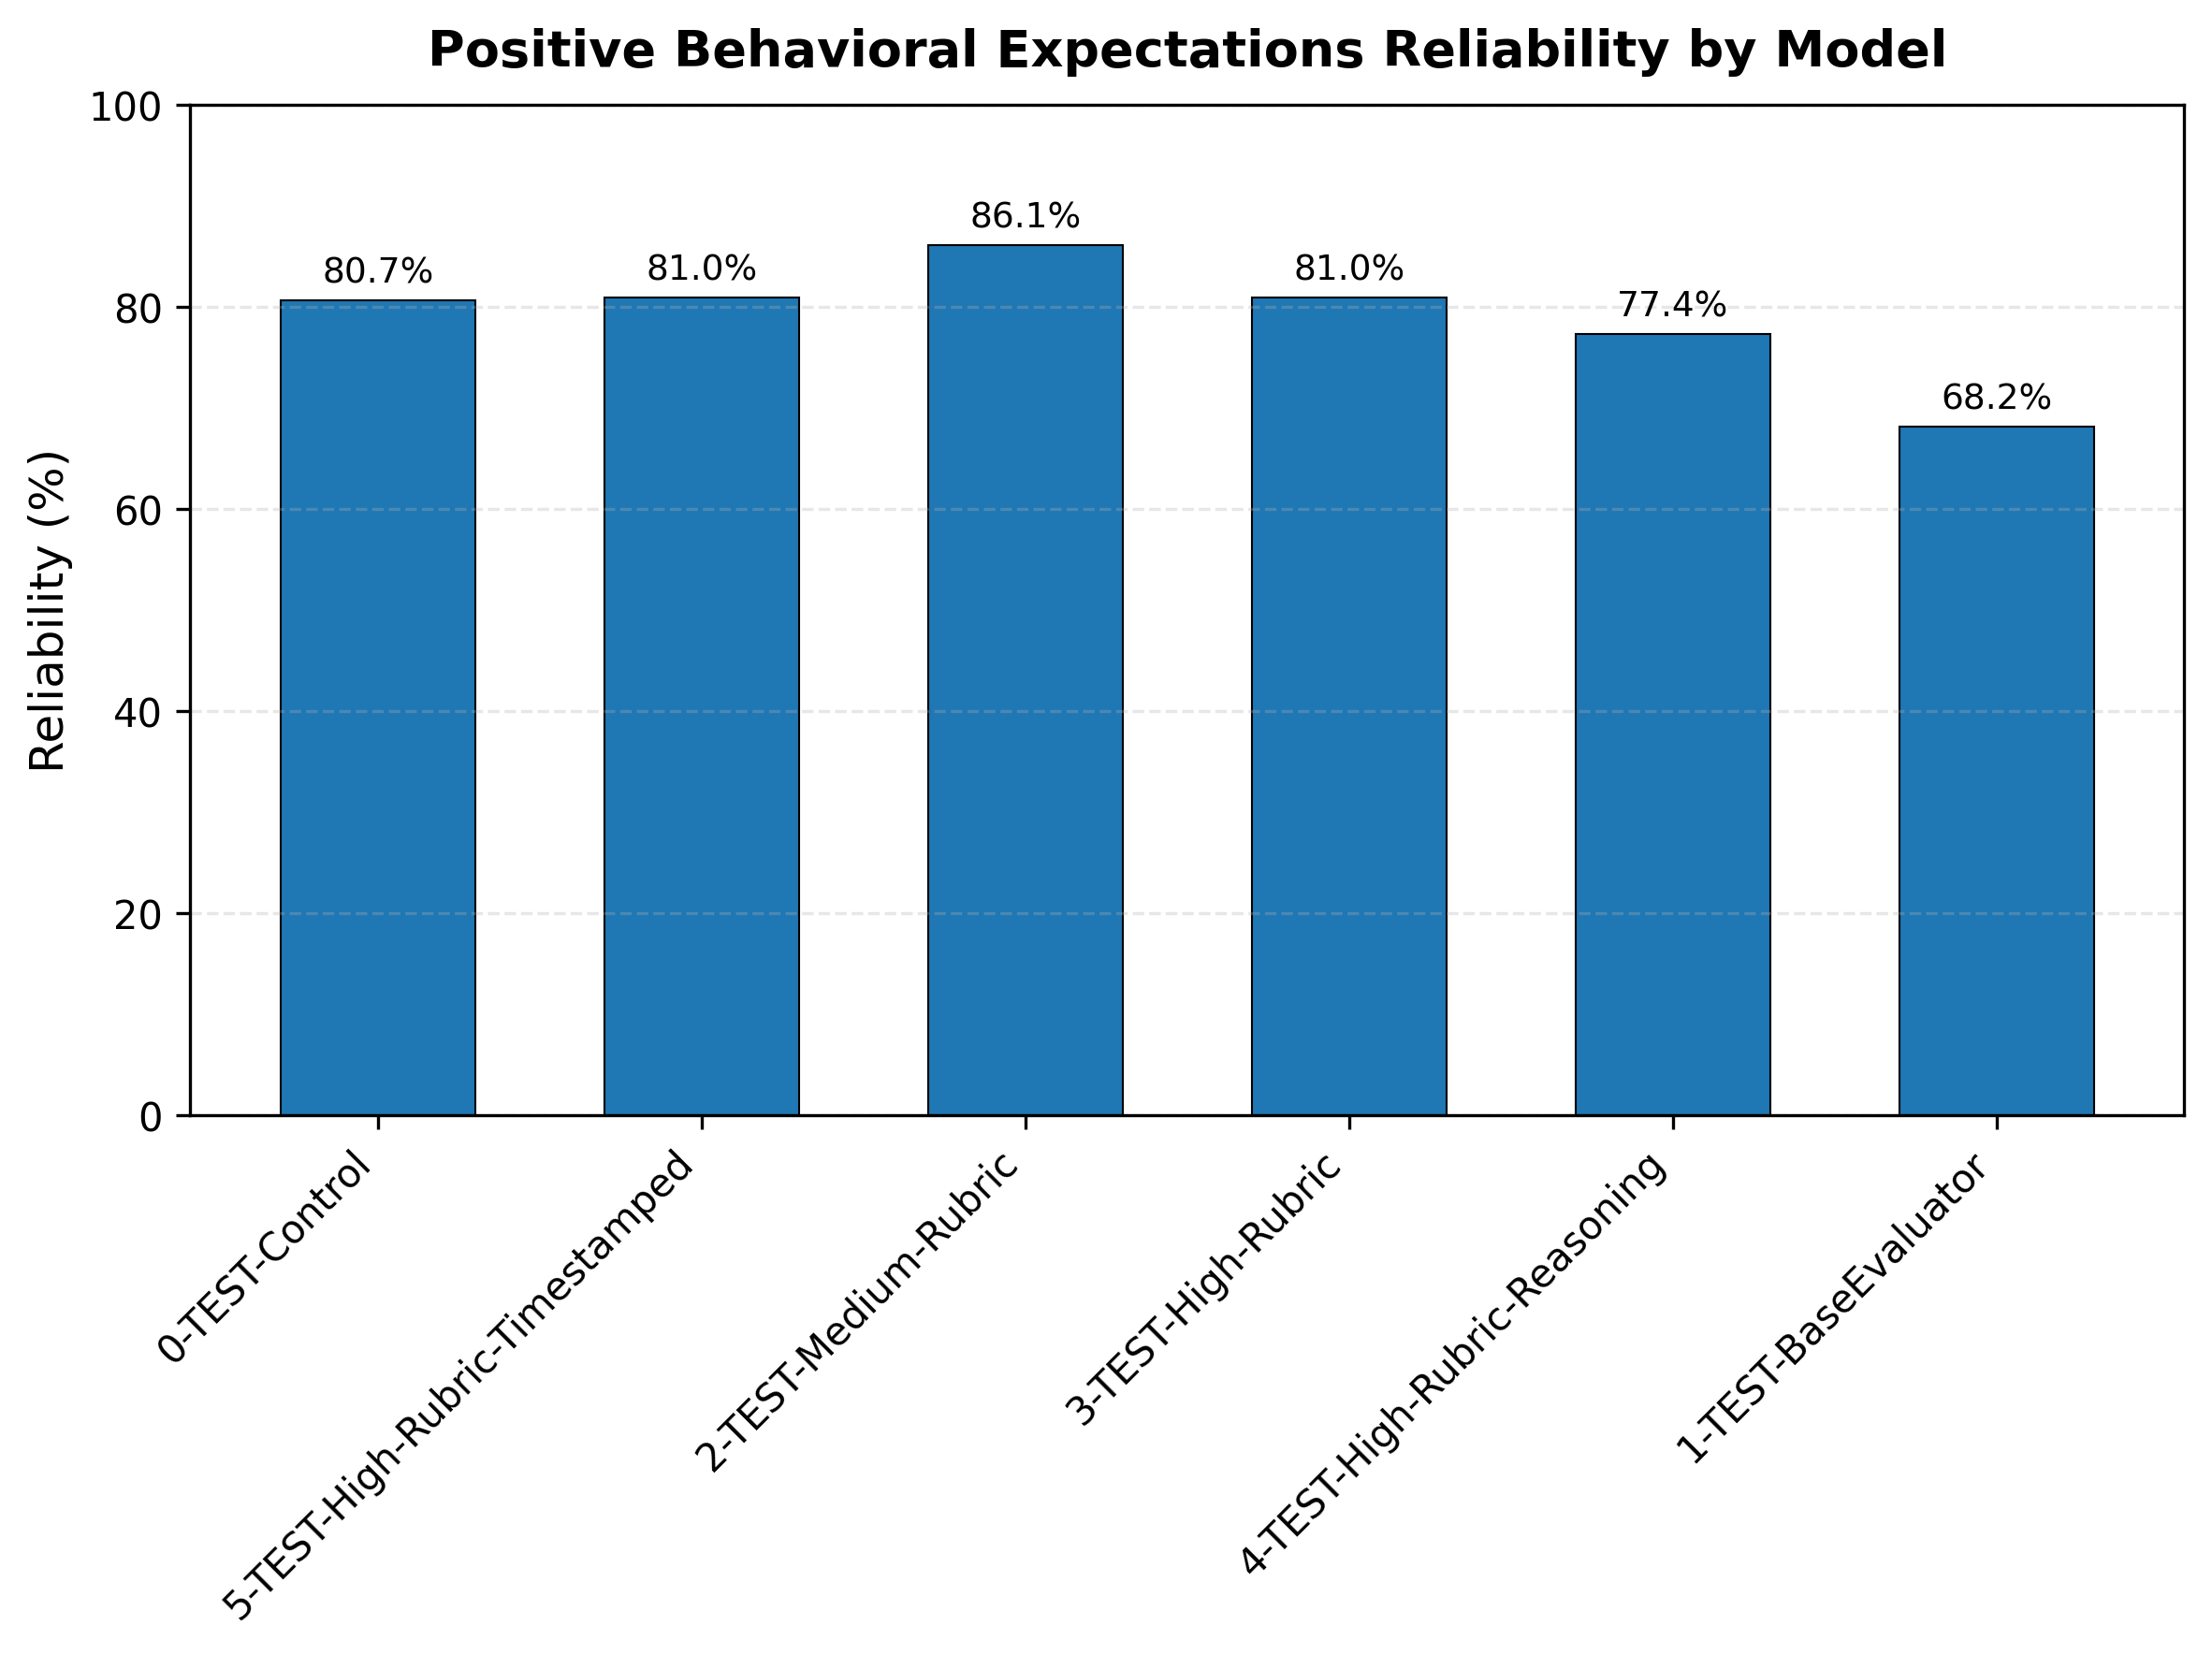 Positive Behavioral Expectations Reliability by Model
Reliability (%)
100
80
60
40
20
0
80.7%
81.0%
86.1%
81.0%
77.4%
68.2%
0-TEST-Control
5-TEST-High-Rubric-Timestamped
2-TEST-Medium-Rubric
3-TEST-High-Rubric
4-TEST-High-Rubric-Reasoning
1-TEST-BaseEvaluator